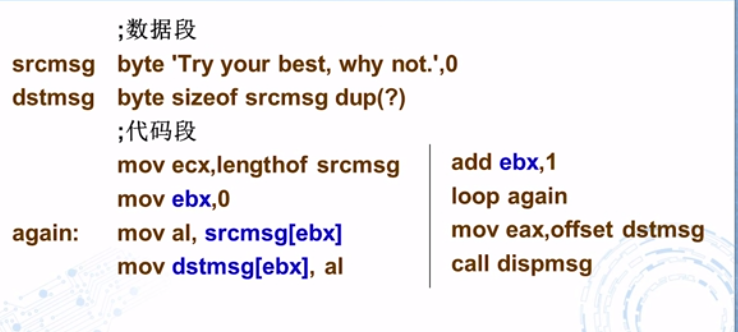 ;数据段
srcmsg byte 'Try your best, why not.',0
dstmsg byte sizeof srcmsg dup(?)
;代码段
mov ecx,lengthof srcmsg
mov ebx,0
again: mov al, srcmsg[ebx]
mov dstmsg[ebx], al
add ebx,1
loop again
mov eax,offset dstmsg
call dispmsg